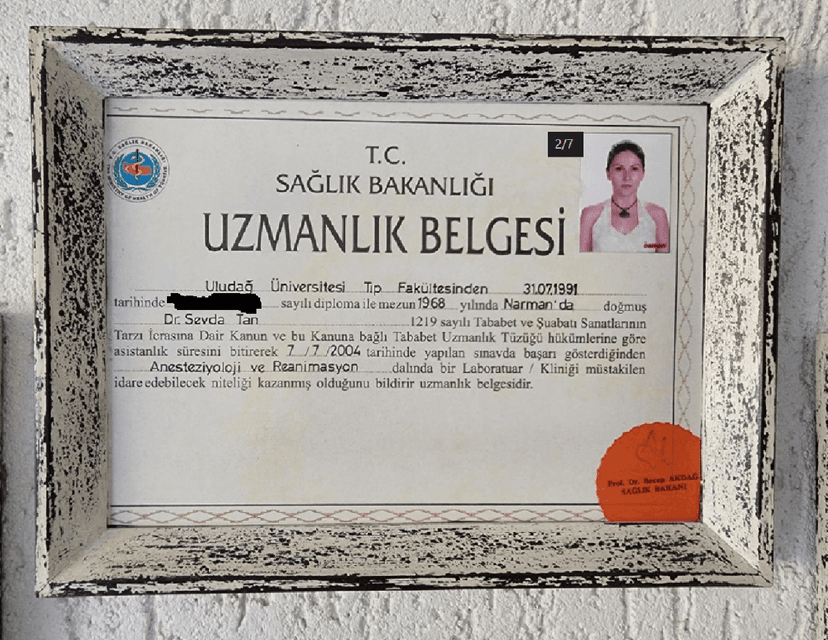 2/7
T.C.
SAĞLIK BAKANLIĞI
UZMANLIK BELGESİ
Uludağ Üniversitesi Tıp Fakültesinden 31.07.1991
tarihinde sayılı diploma ile mezun 1968 yılında Narman'da doğmuş
Dr. Sevda Tan 1219 sayılı Tababet ve Şuabatı Sanatlarının
Tarzı İcrasına Dair Kanun ve bu Kanuna bağlı Tababet Uzmanlık Tüzüğü hükümlerine göre
asistanlık süresini bitirerek 7/7/2004 tarihinde yapılan sınavda başarı gösterdiğinden
Anesteziyoloji ve Reanimasyon dalında bir Laboratuar / Kliniği müstakilen
idare edebilecek niteliği kazanmış olduğunu bildirir uzmanlık belgesidir.
Prof. Dr. Recep AKDAĞ
SAĞLIK BAKANI